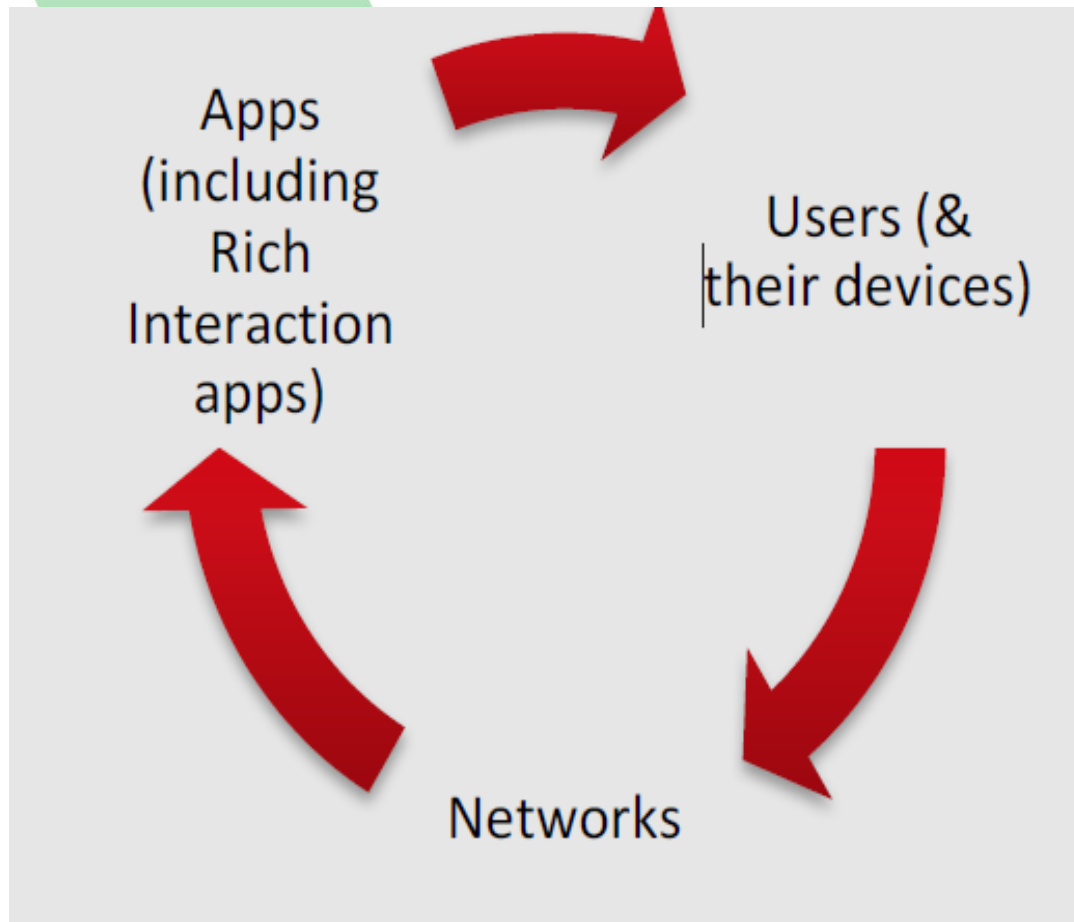 Apps
(including
Rich
Interaction
apps)
Users (&
their devices)
Networks